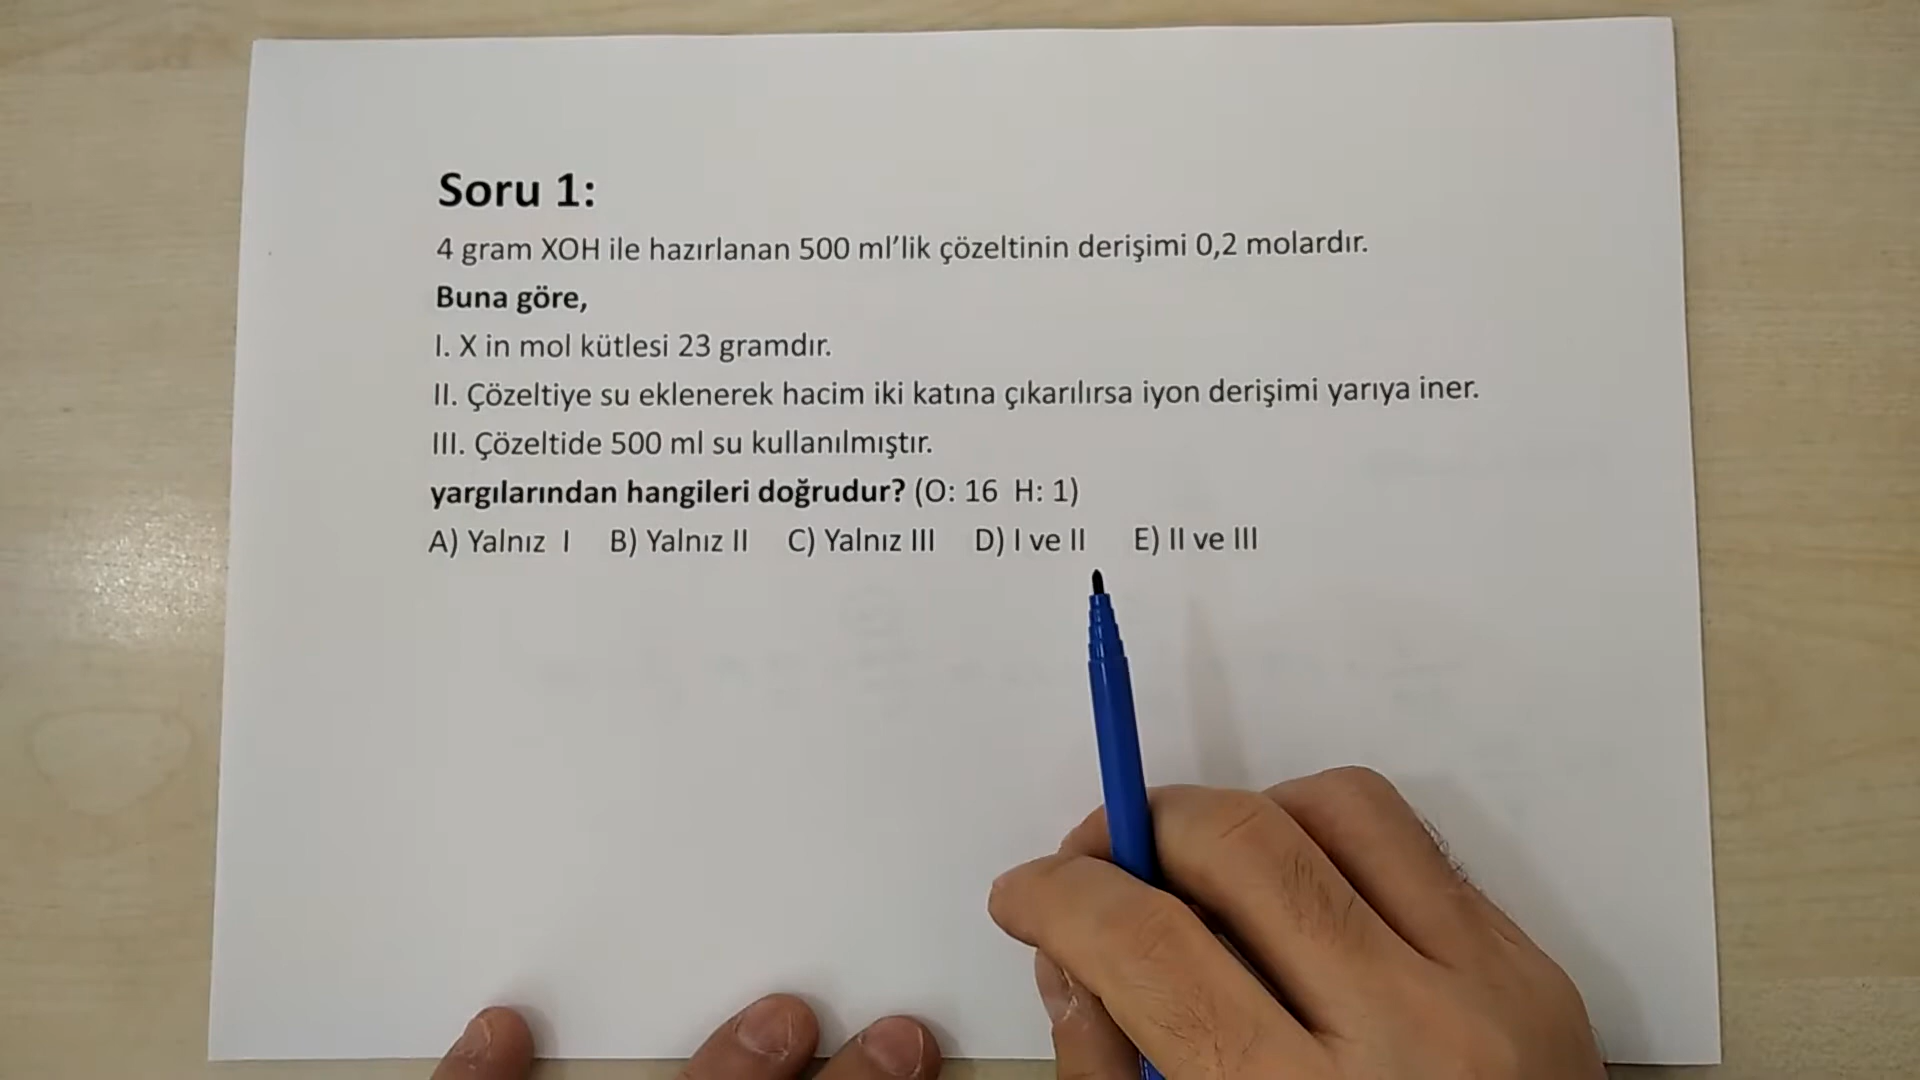 Soru 1:
4 gram XOH ile hazırlanan 500 ml’lik çözeltinin derişimi 0,2 molardır.
Buna göre,
I. X in mol kütlesi 23 gramdır.
II. Çözeltiye su eklenerek hacim iki katına çıkarılırsa iyon derişimi yarıya iner.
III. Çözeltide 500 ml su kullanılmıştır.
yargılarından hangileri doğrudur? (O: 16 H: 1)
A) Yalnız I B) Yalnız II C) Yalnız III D) I ve II E) II ve III